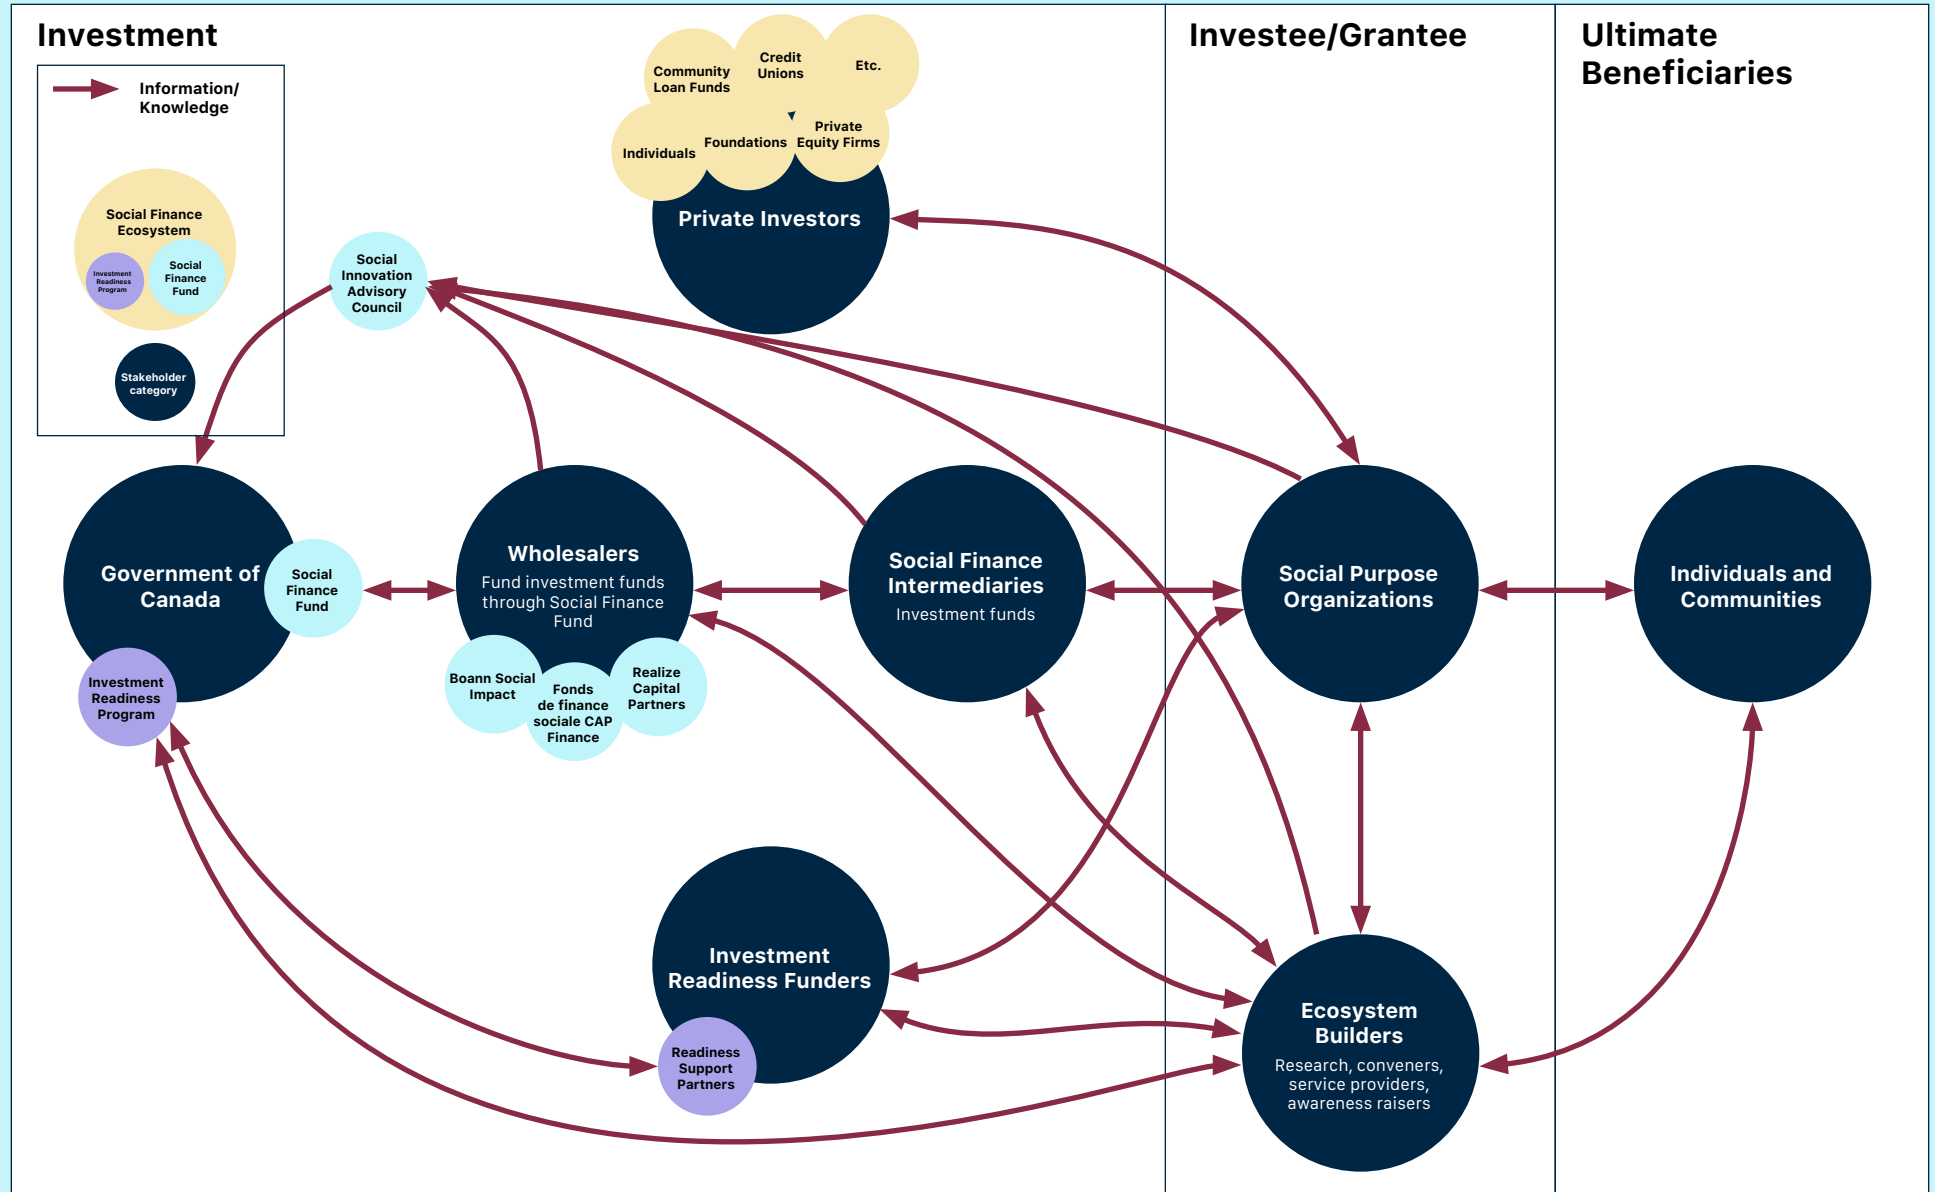 Investment
Information/
Knowledge
Social Finance
Ecosystem
Investment
Readiness
Program
Social
Finance
Fund
Stakeholder
category
Social
Innovation
Advisory
Council
Community
Loan Funds
Credit
Unions
Etc.
Individuals
Foundations
Private
Equity Firms
Private Investors
Government of
Canada
Social
Finance
Fund
Investment
Readiness
Program
Wholesalers
Fund investment funds
through Social Finance
Fund
Boann Social
Impact
Fonds
de finance
sociale CAP
Finance
Realize
Capital
Partners
Social Finance
Intermediaries
Investment funds
Investment
Readiness Funders
Readiness
Support
Partners
Investee/Grantee
Social Purpose
Organizations
Ecosystem
Builders
Research, conveners,
service providers,
awareness raisers
Ultimate
Beneficiaries
Individuals and
Communities